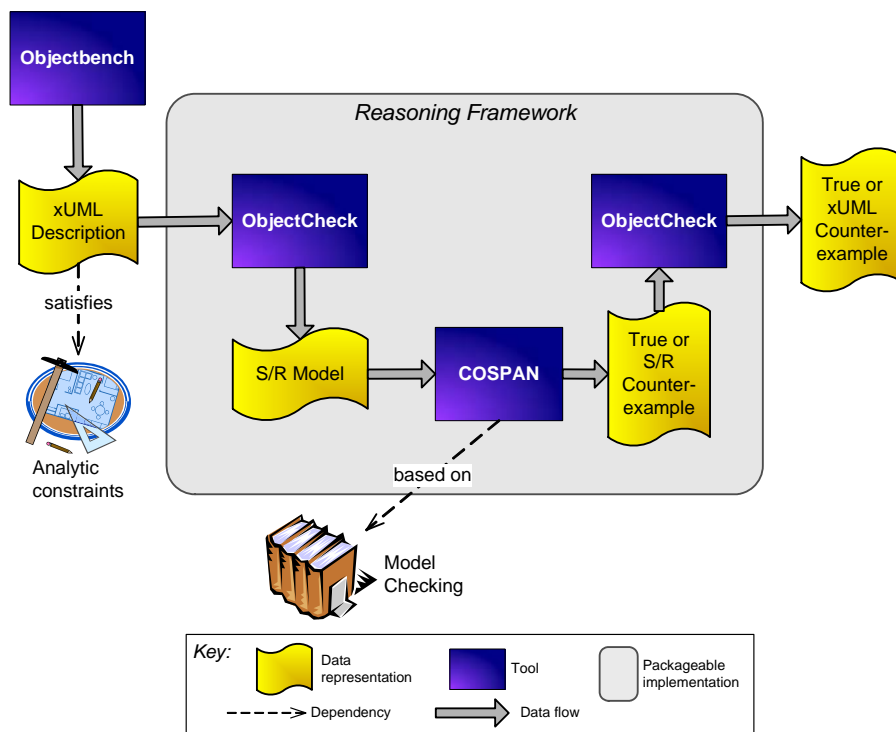 Objectbench
Reasoning Framework
xUML
Description
ObjectCheck
ObjectCheck
True or
xUML
Counter-
example
satisfies
S/R Model
COSPAN
True or
S/R
Counter-
example
Analytic
constraints
based on
Model
Checking
Key:
Data
representation
Tool
Packageable
implementation
Dependency
Data flow